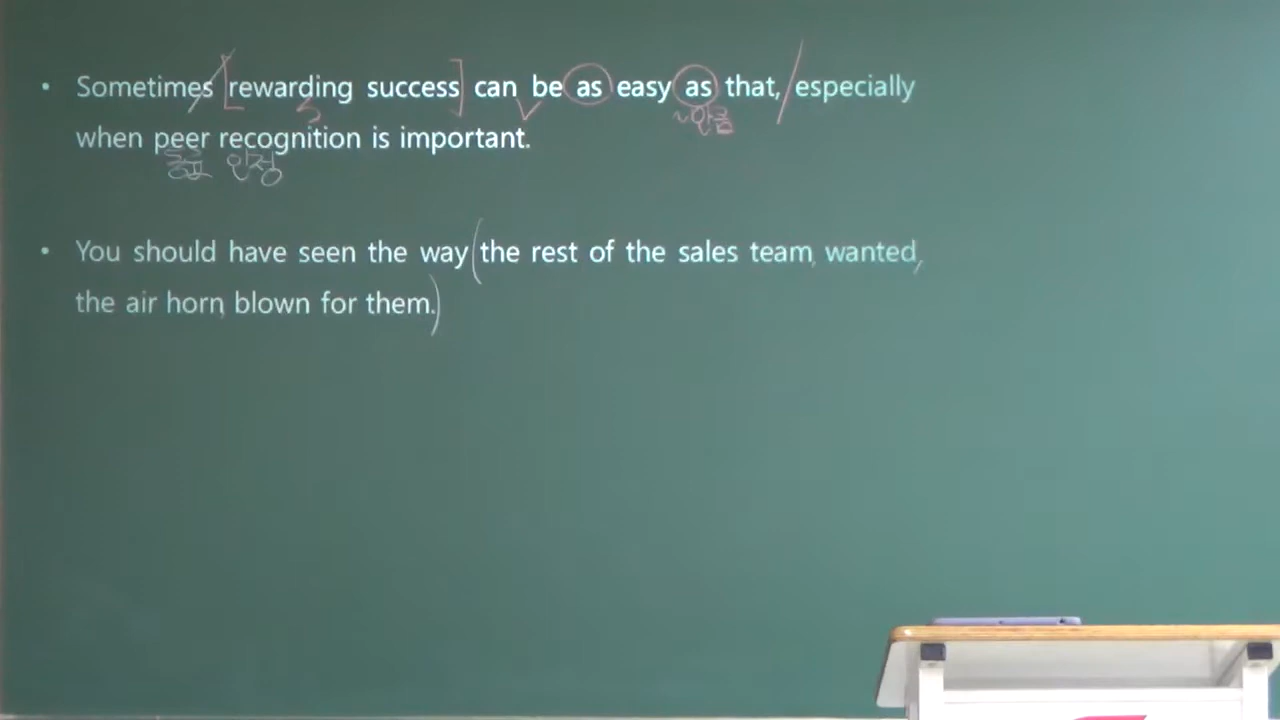 • Sometimes rewarding success can be as easy as that, especially
~만큼
when peer recognition is important.
동료 인정
• You should have seen the way the rest of the sales team wanted
the air horn blown for them.